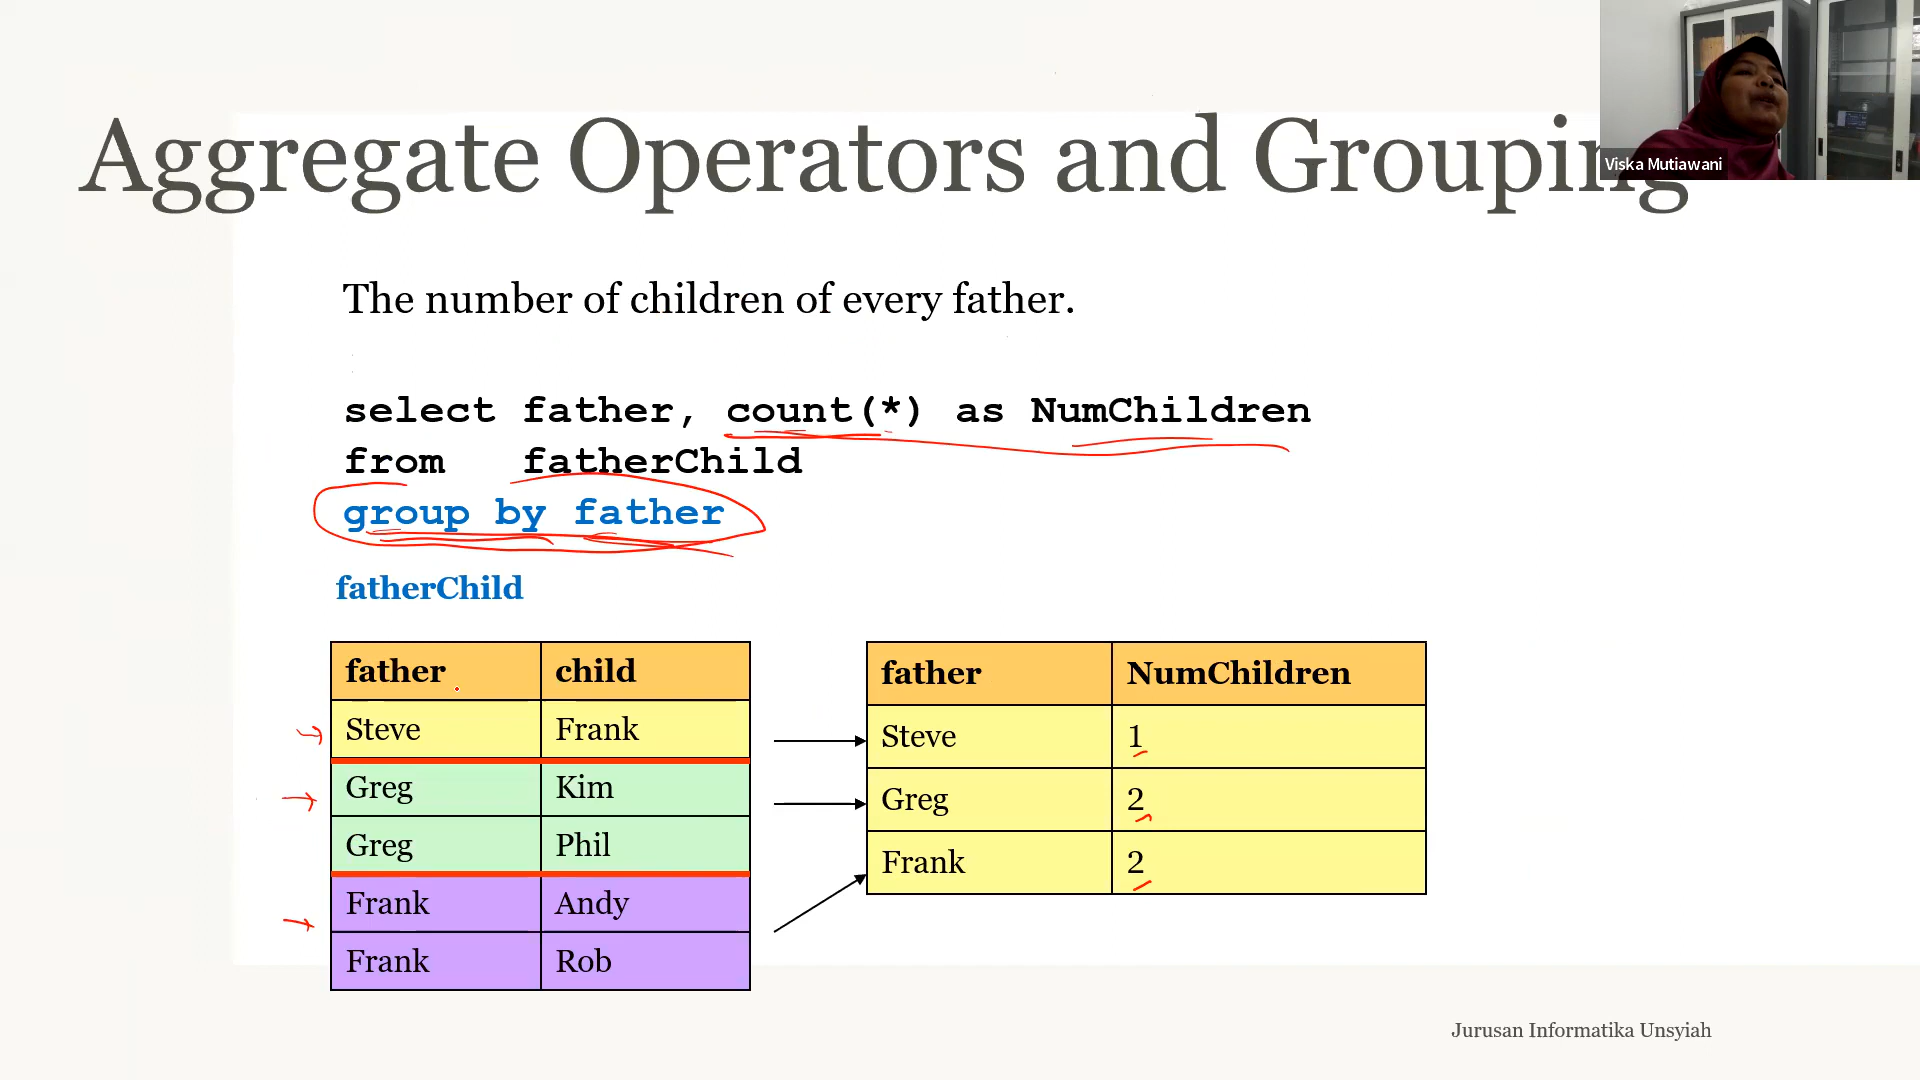 Aggregate Operators and Grouping
Viska Mutiawani
The number of children of every father.
select father, count(*) as NumChildren
from fatherChild
group by father
fatherChild
father child
Steve Frank
Greg Kim
Greg Phil
Frank Andy
Frank Rob
father NumChildren
Steve 1
Greg 2
Frank 2
Jurusan Informatika Unsyiah